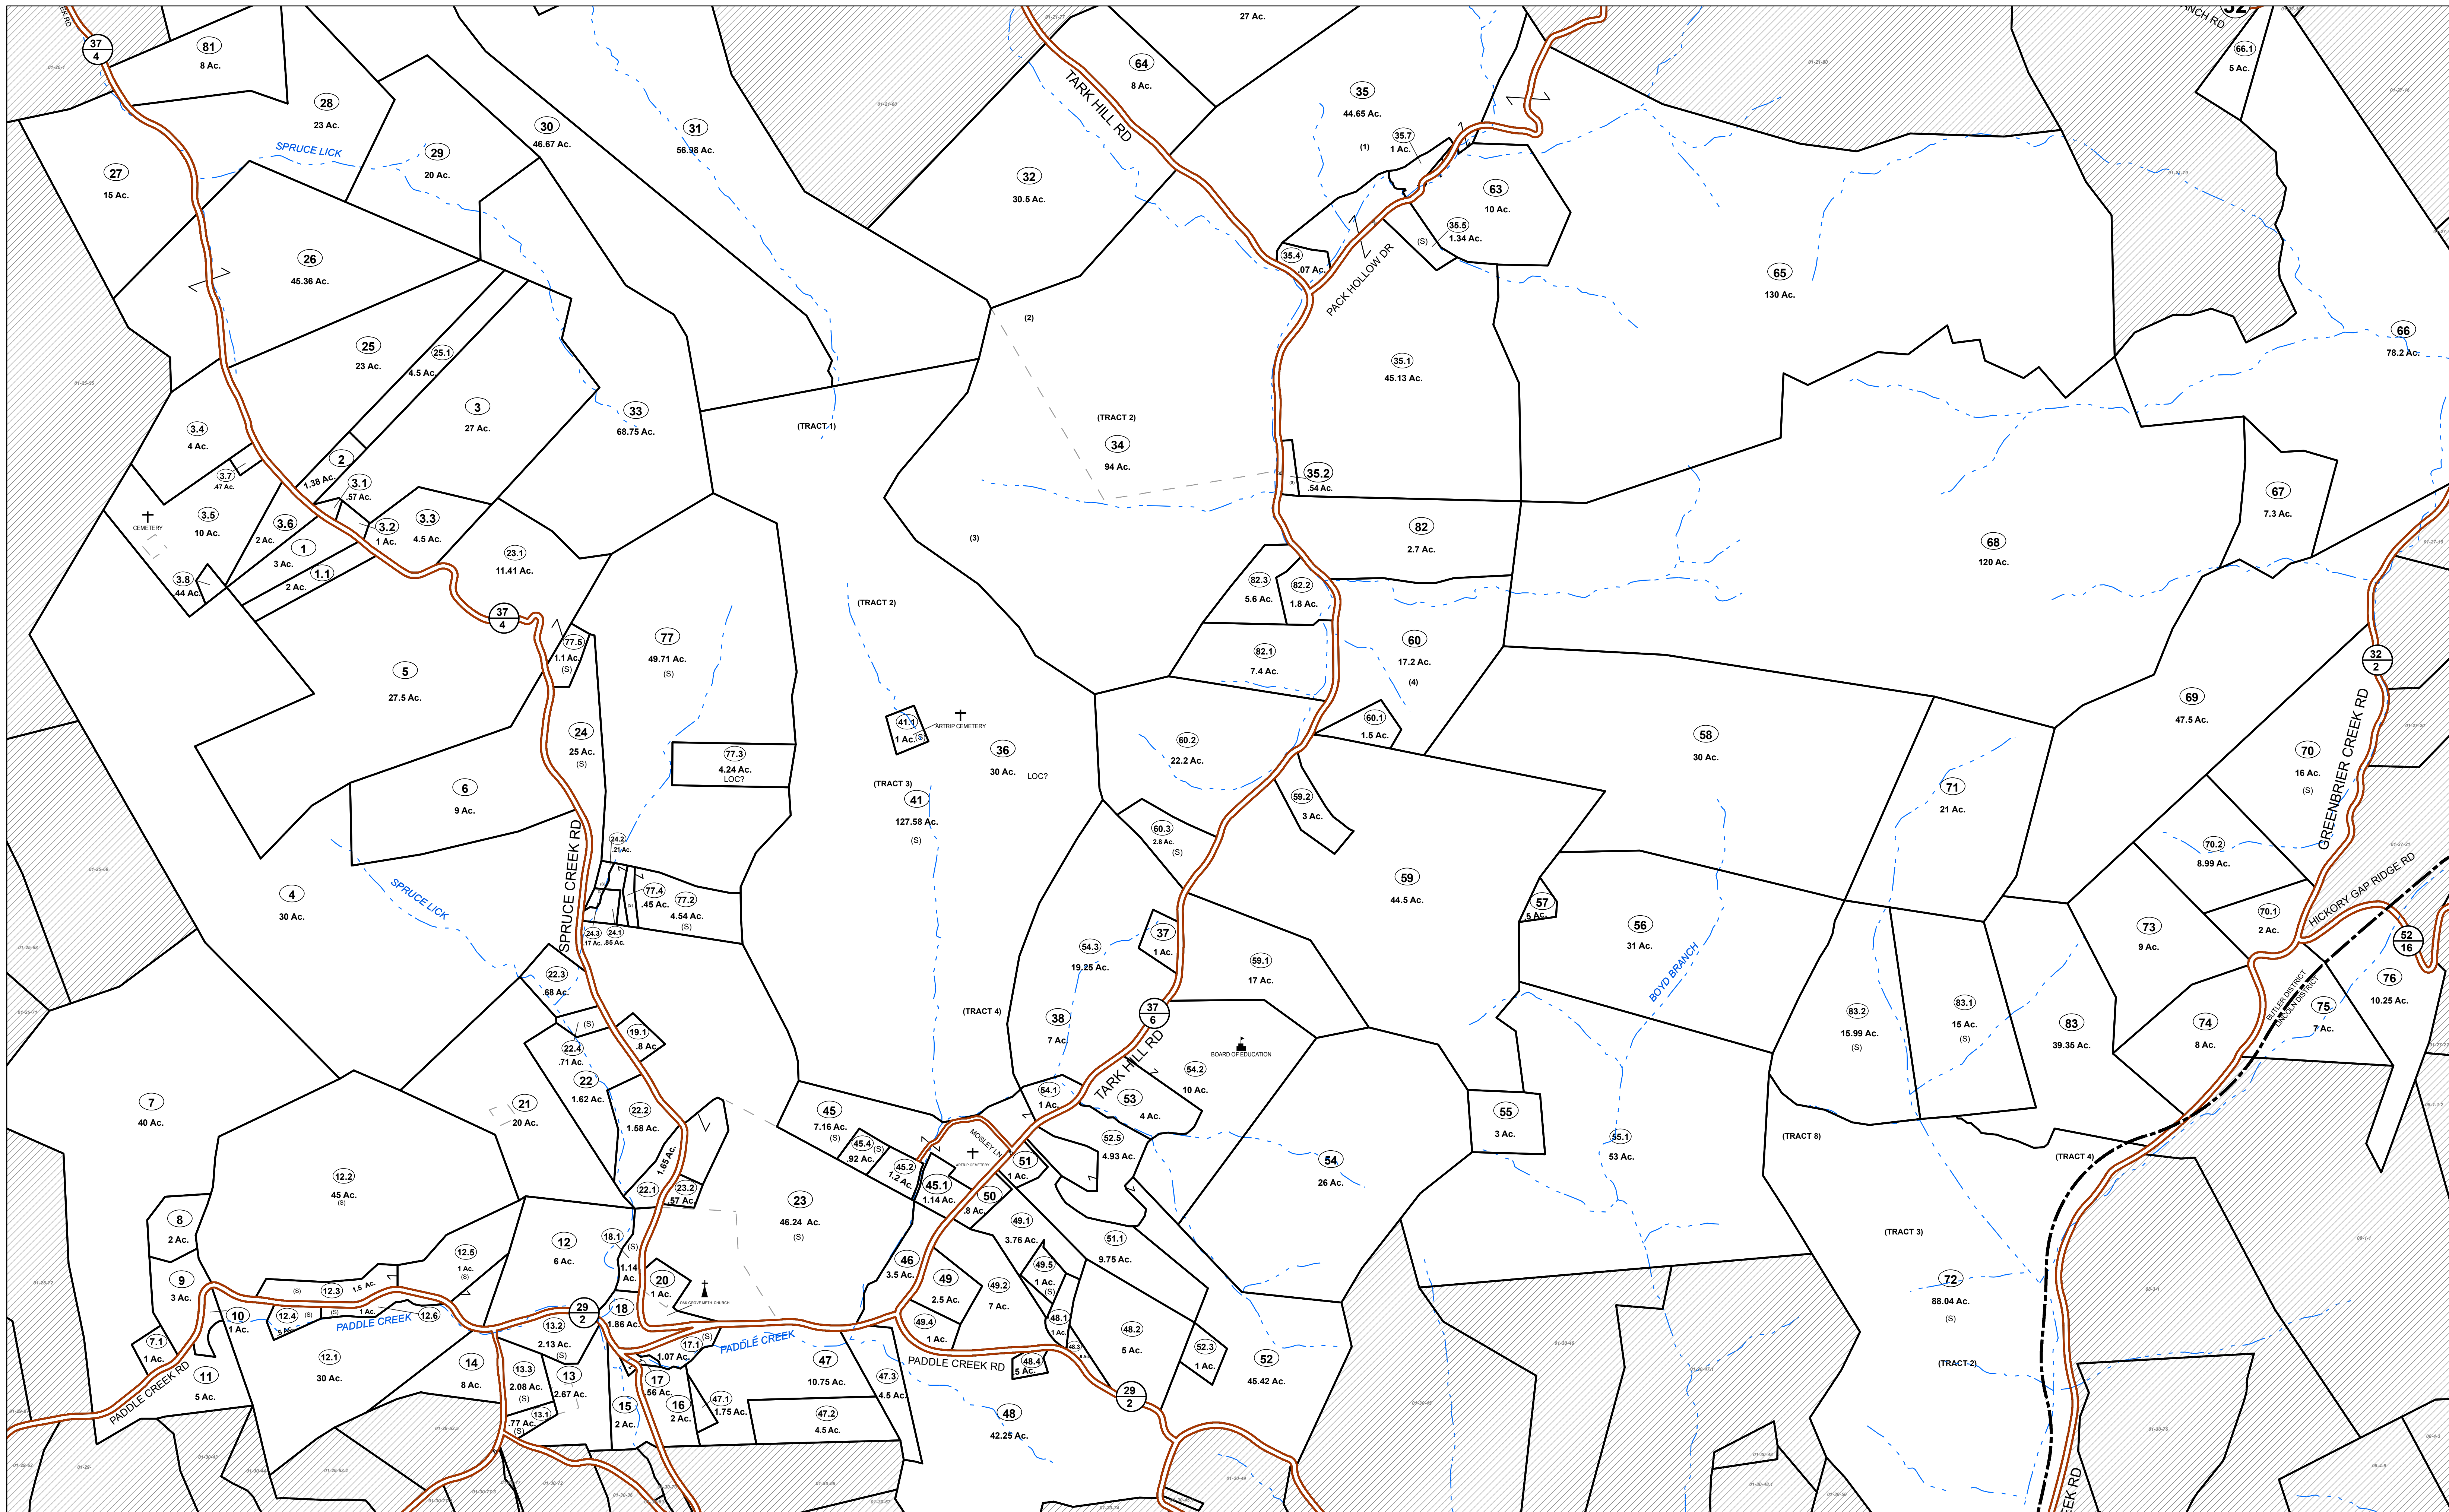 EK RD
37
4
81
8 Ac.
28
23 Ac.
SPRUCE LICK
27
15 Ac.
29
20 Ac.
30
46.67 Ac.
31
56.98 Ac.
26
45.36 Ac.
25
23 Ac.
25.1
4.5 Ac.
3
27 Ac.
33
68.75 Ac.
3.4
4 Ac.
3.7
.47 Ac.
2
1.38 Ac.
3.1
.57 Ac.
3.2
1 Ac.
3.3
4.5 Ac.
CEMETERY
3.5
10 Ac.
3.6
2 Ac.
1
3 Ac.
1.1
2 Ac.
3.8
.44 Ac.
23.1
11.41 Ac.
37
4
5
27.5 Ac.
77.5
1.1 Ac.
(S)
77
49.71 Ac.
(S)
24
25 Ac.
(S)
77.3
4.24 Ac.
LOC?
6
9 Ac.
SPRUCE CREEK RD
24.2
.21 Ac.
77.4
.45 Ac.
77.2
4.54 Ac.
(S)
24.3
.17 Ac.
24.1
.85 Ac.
4
30 Ac.
SPRUCE LICK
22.3
.68 Ac.
(S)
22.4
.71 Ac.
19.1
.8 Ac.
22
1.62 Ac.
22.2
1.58 Ac.
21
20 Ac.
7
40 Ac.
12.2
45 Ac.
(S)
1.65 Ac.
22.1
23.2
.57 Ac.
8
2 Ac.
9
3 Ac.
12.5
1 Ac.
(S)
12
6 Ac.
18.1
(S)
1.14
Ac.
20
1 Ac.
OAK GROVE METH CHURCH
23
46.24 Ac.
(S)
(S)
12.3
1.5 Ac.
12.4
(S)
.5 Ac.
(S)
1 Ac.
12.6
PADDLE CREEK
10
1 Ac.
7.1
1 Ac.
11
5 Ac.
PADDLE CREEK RD
12.1
30 Ac.
29
2
13.2
2.13 Ac.
(S)
14
8 Ac.
13.3
2.08 Ac.
(S)
13
2.67 Ac.
13.1
.77 Ac.
(S)
18
1.86 Ac.
17.1
(S)
1.07 Ac.
17
.56 Ac.
15
2 Ac.
16
2 Ac.
47.1
1.75 Ac.
PADDLE CREEK
47
10.75 Ac.
47.2
4.5 Ac.
47.3
4.5 Ac.
27 Ac.
64
8 Ac.
TARK HILL RD
32
30.5 Ac.
35
44.65 Ac.
(1)
35.7
1 Ac.
63
10 Ac.
35.5
1.34 Ac.
(S)
35.4
.07 Ac.
PACK HOLLOW DR
(2)
35.1
45.13 Ac.
(TRACT 1)
(TRACT 2)
34
94 Ac.
35.2
.54 Ac.
(3)
82
2.7 Ac.
82.3
5.6 Ac.
82.2
1.8 Ac.
82.1
7.4 Ac.
60
17.2 Ac.
(4)
(TRACT 2)
41.1
1 Ac.
(S)
ARTRIP CEMETERY
36
30 Ac.
LOC?
(TRACT 3)
41
127.58 Ac.
(S)
60.1
1.5 Ac.
60.2
22.2 Ac.
59.2
3 Ac.
60.3
2.8 Ac.
(S)
59
44.5 Ac.
37
1 Ac.
54.3
19.25 Ac.
59.1
17 Ac.
(TRACT 4)
38
7 Ac.
37
6
TARK HILL RD
BOARD OF EDUCATION
54.2
10 Ac.
54.1
1 Ac.
53
4 Ac.
45
7.16 Ac.
(S)
45.4
(S)
.92 Ac.
45.2
1.2 Ac.
MOSLEY LN
ARTRIP CEMETERY
45.1
1.14 Ac.
51
1 Ac.
50
.8 Ac.
52.5
4.93 Ac.
54
26 Ac.
49.1
3.76 Ac.
51.1
9.75 Ac.
46
3.5 Ac.
49
2.5 Ac.
49.2
7 Ac.
49.5
1 Ac.
(S)
49.4
1 Ac.
48.1
1 Ac.
48.3
48.2
5 Ac.
52.3
1 Ac.
52
45.42 Ac.
PADDLE CREEK RD
48.4
.5 Ac.
29
2
48
42.25 Ac.
32
NCH RD
66.1
5 Ac.
65
130 Ac.
66
78.2 Ac.
67
7.3 Ac.
68
120 Ac.
32
2
69
47.5 Ac.
GREENBRIER CREEK RD
70
16 Ac.
(S)
58
30 Ac.
71
21 Ac.
70.2
8.99 Ac.
HICKORY GAP RIDGE RD
57
.5 Ac.
56
31 Ac.
70.1
2 Ac.
73
9 Ac.
52
16
BOYD BRANCH
76
10.25 Ac.
BUTLER DISTRICT
LINCOLN DISTRICT
75
7 Ac.
83.2
15.99 Ac.
(S)
83.1
15 Ac.
(S)
83
39.35 Ac.
74
8 Ac.
55
3 Ac.
55.1
53 Ac.
(TRACT 8)
(TRACT 4)
(TRACT 3)
72
88.04 Ac.
(S)
(TRACT 2)
EEK RD